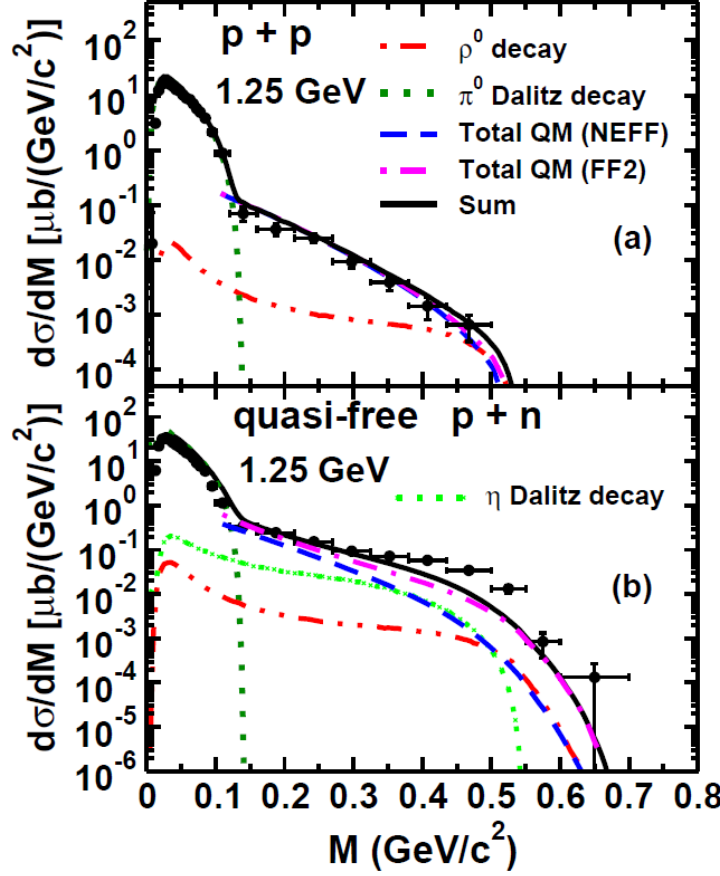 p + p
1.25 GeV
ρ⁰ decay
π⁰ Dalitz decay
Total QM (NEFF)
Total QM (FF2)
Sum
(a)
dσ/dM [μb/(GeV/c²)]
10²
10¹
10⁰
10⁻¹
10⁻²
10⁻³
10⁻⁴
quasi-free p + n
1.25 GeV
η Dalitz decay
(b)
dσ/dM [μb/(GeV/c²)]
10²
10¹
10⁰
10⁻¹
10⁻²
10⁻³
10⁻⁴
10⁻⁵
10⁻⁶
0 0.1 0.2 0.3 0.4 0.5 0.6 0.7 0.8
M (GeV/c²)